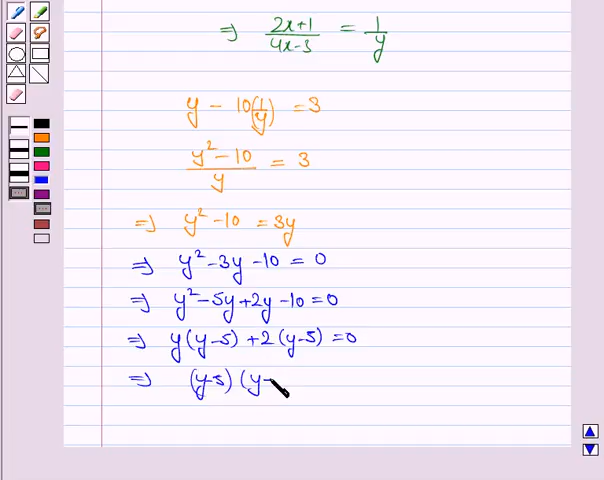 ⇒ (2x+1)/(4x-3) = 1/y
y - 10(1/y) = 3
(y² - 10)/y = 3
⇒ y² - 10 = 3y
⇒ y² - 3y - 10 = 0
⇒ y² - 5y + 2y - 10 = 0
⇒ y(y-5) + 2(y-5) = 0
⇒ (y-5)(y